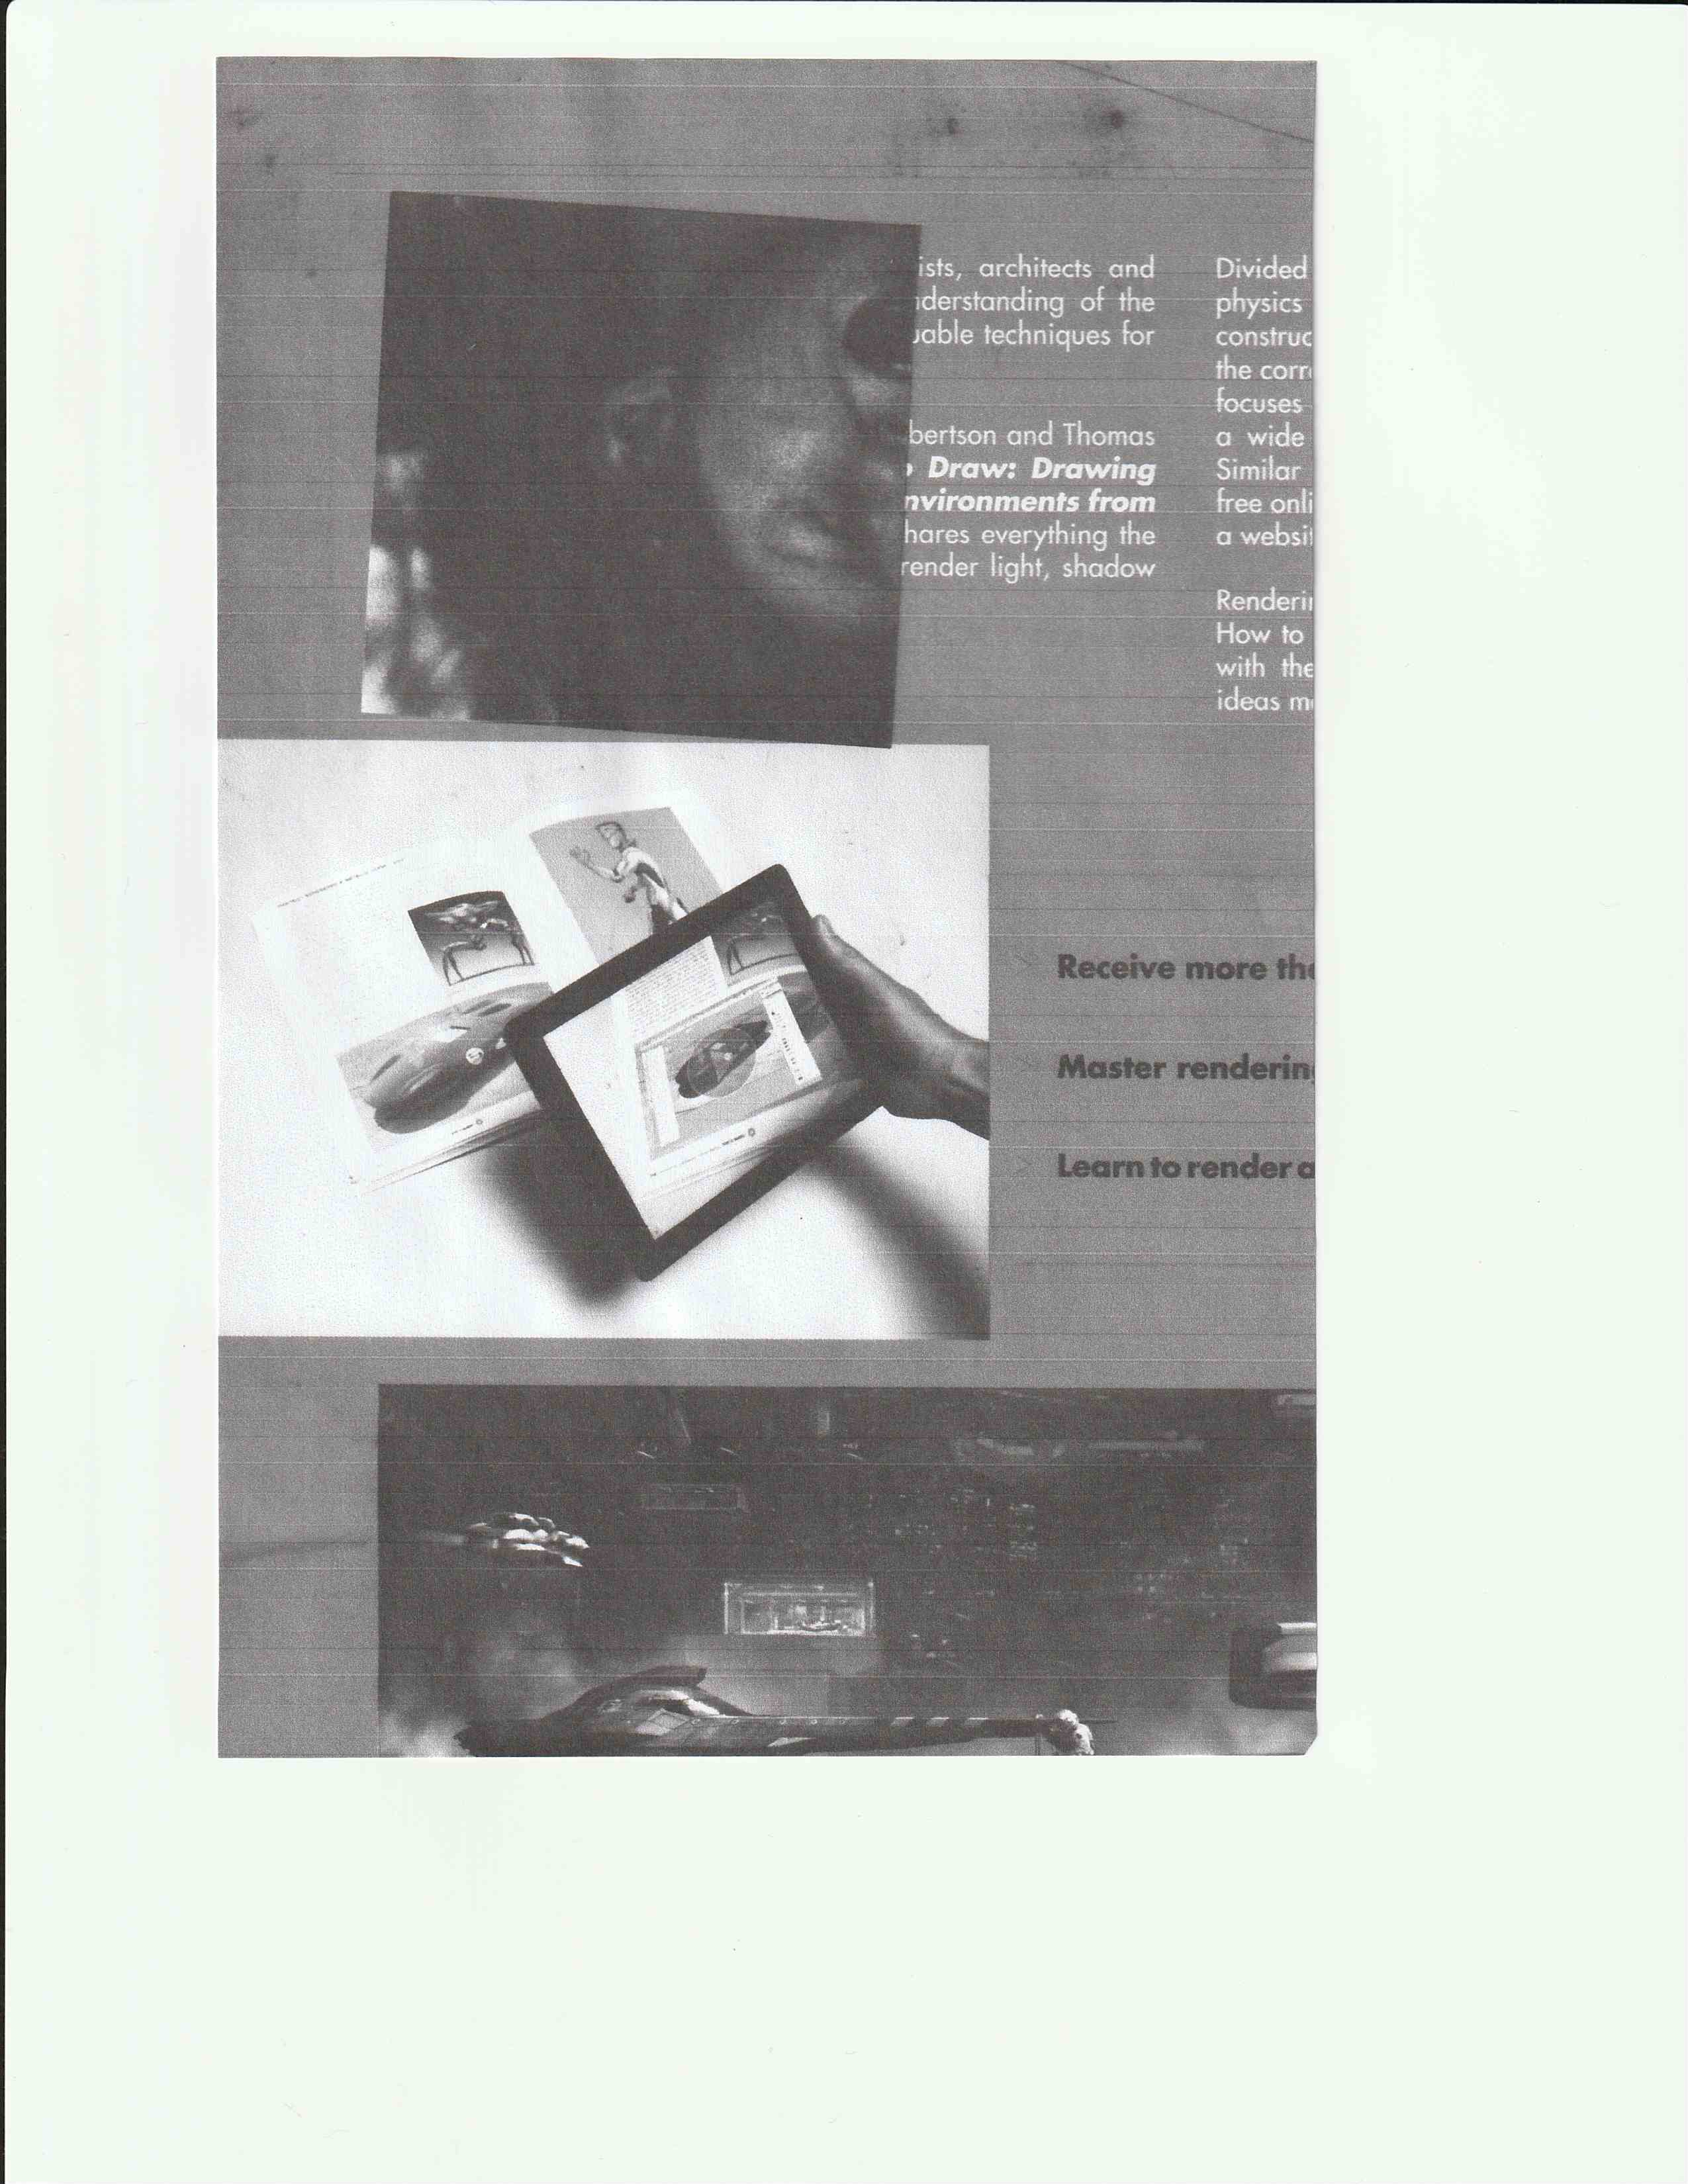 ists, architects and
nderstanding of the
uable techniques for
bertson and Thomas
Draw: Drawing
nvironments from
hares everything the
render light, shadow
Divided
physics
construc
the corr
focuses
a wide
Similar
free onli
a websit
Renderi
How to
with the
ideas m
Receive more tha
Master renderin
Learn to render a